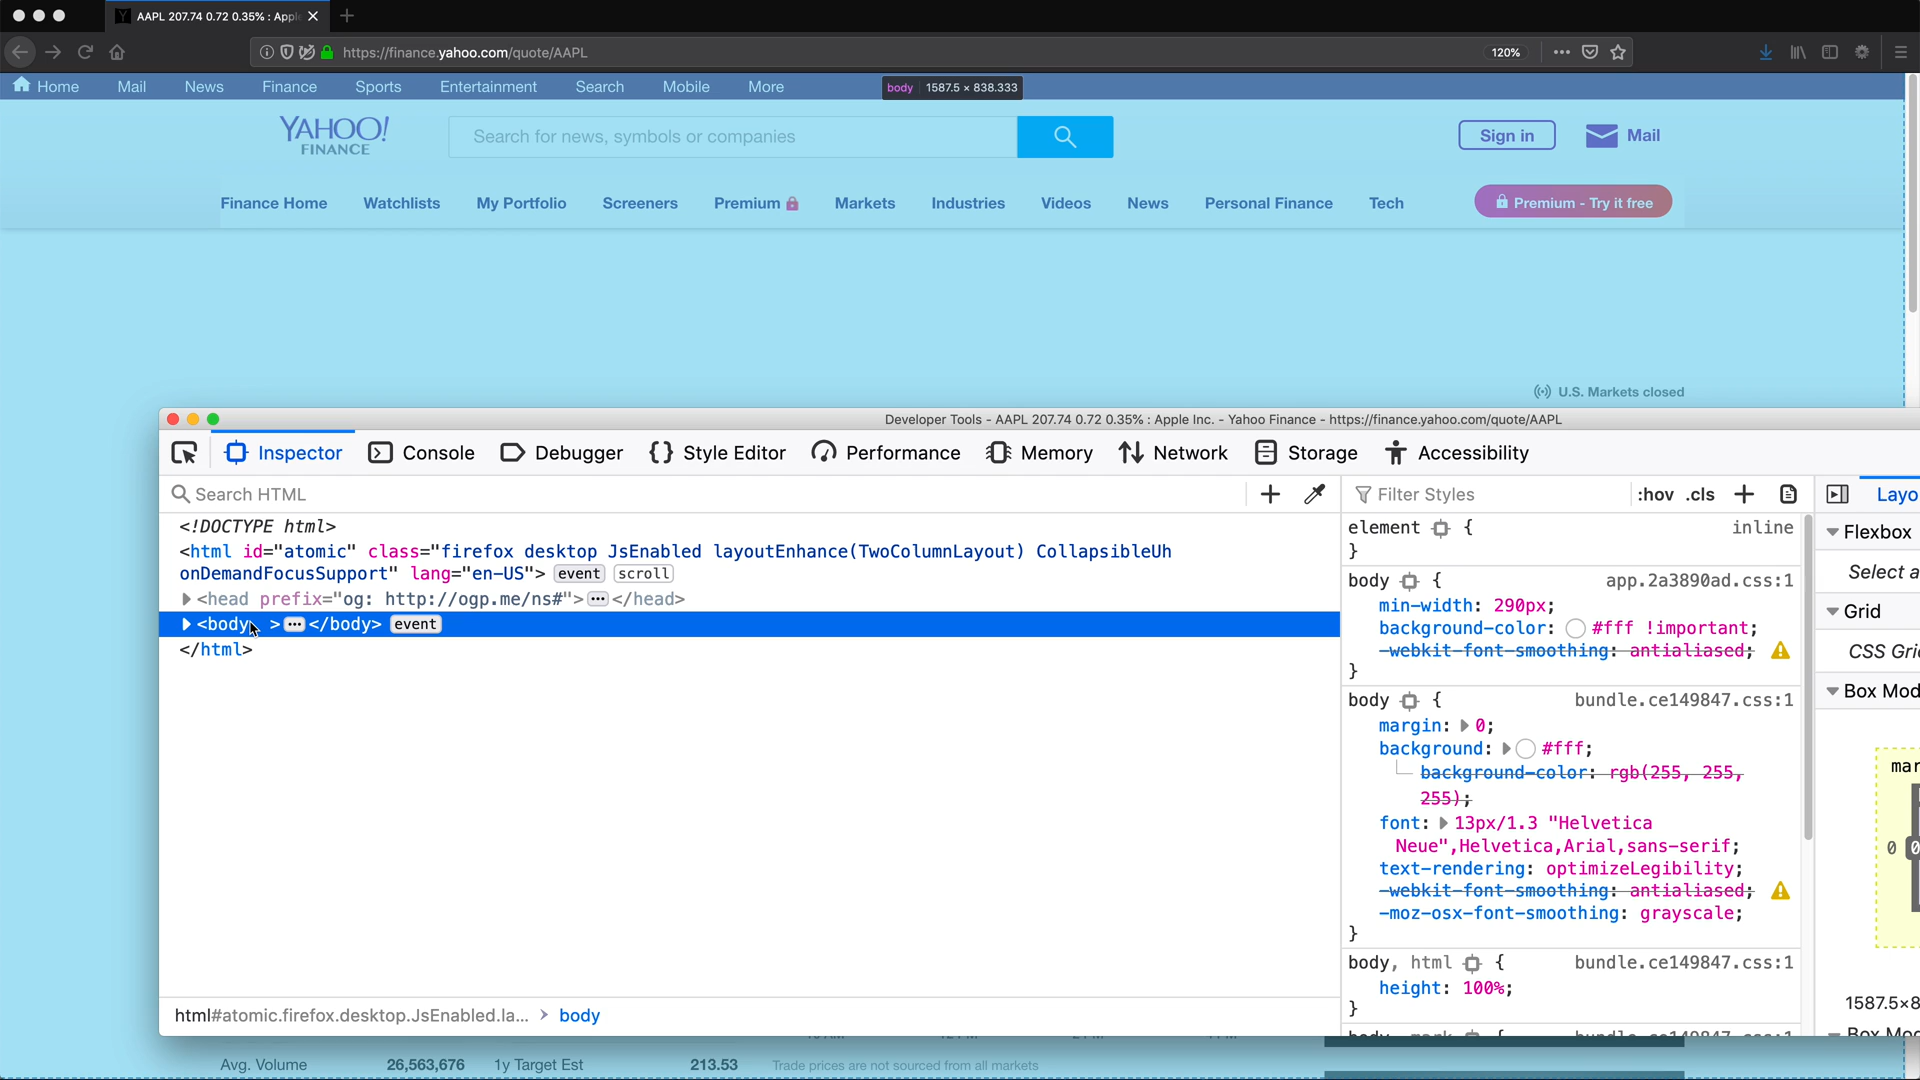 AAPL 207.74 0.72 0.35% : Apple
https://finance.yahoo.com/quote/AAPL
120%
Home Mail News Finance Sports Entertainment Search Mobile More
body 1587.5 × 838.333
YAHOO!
FINANCE
Search for news, symbols or companies
Sign in
Mail
Finance Home Watchlists My Portfolio Screeners Premium Markets Industries Videos News Personal Finance Tech
Premium - Try it free
U.S. Markets closed
Developer Tools - AAPL 207.74 0.72 0.35% : Apple Inc. - Yahoo Finance - https://finance.yahoo.com/quote/AAPL
Inspector Console Debugger Style Editor Performance Memory Network Storage Accessibility
Search HTML
<!DOCTYPE html>
<html id="atomic" class="firefox desktop JsEnabled layoutEnhance(TwoColumnLayout) CollapsibleUh
onDemandFocusSupport" lang="en-US"> event scroll
<head prefix="og: http://ogp.me/ns#">···</head>
<body >···</body> event
</html>
html#atomic.firefox.desktop.JsEnabled.la... > body
Filter Styles
:hov .cls
element { inline
}
body { app.2a3890ad.css:1
min-width: 290px;
background-color: #fff !important;
-webkit-font-smoothing: antialiased;
}
body { bundle.ce149847.css:1
margin: 0;
background: #fff;
background-color: rgb(255, 255,
255);
font: 13px/1.3 "Helvetica
Neue",Helvetica,Arial,sans-serif;
text-rendering: optimizeLegibility;
-webkit-font-smoothing: antialiased;
-moz-osx-font-smoothing: grayscale;
}
body, html { bundle.ce149847.css:1
height: 100%;
}
Layo
Flexbox
Select a
Grid
CSS Gri
Box Mod
mar
0 0
1587.5×8
Avg. Volume 26,563,676 1y Target Est 213.53
Trade prices are not sourced from all markets